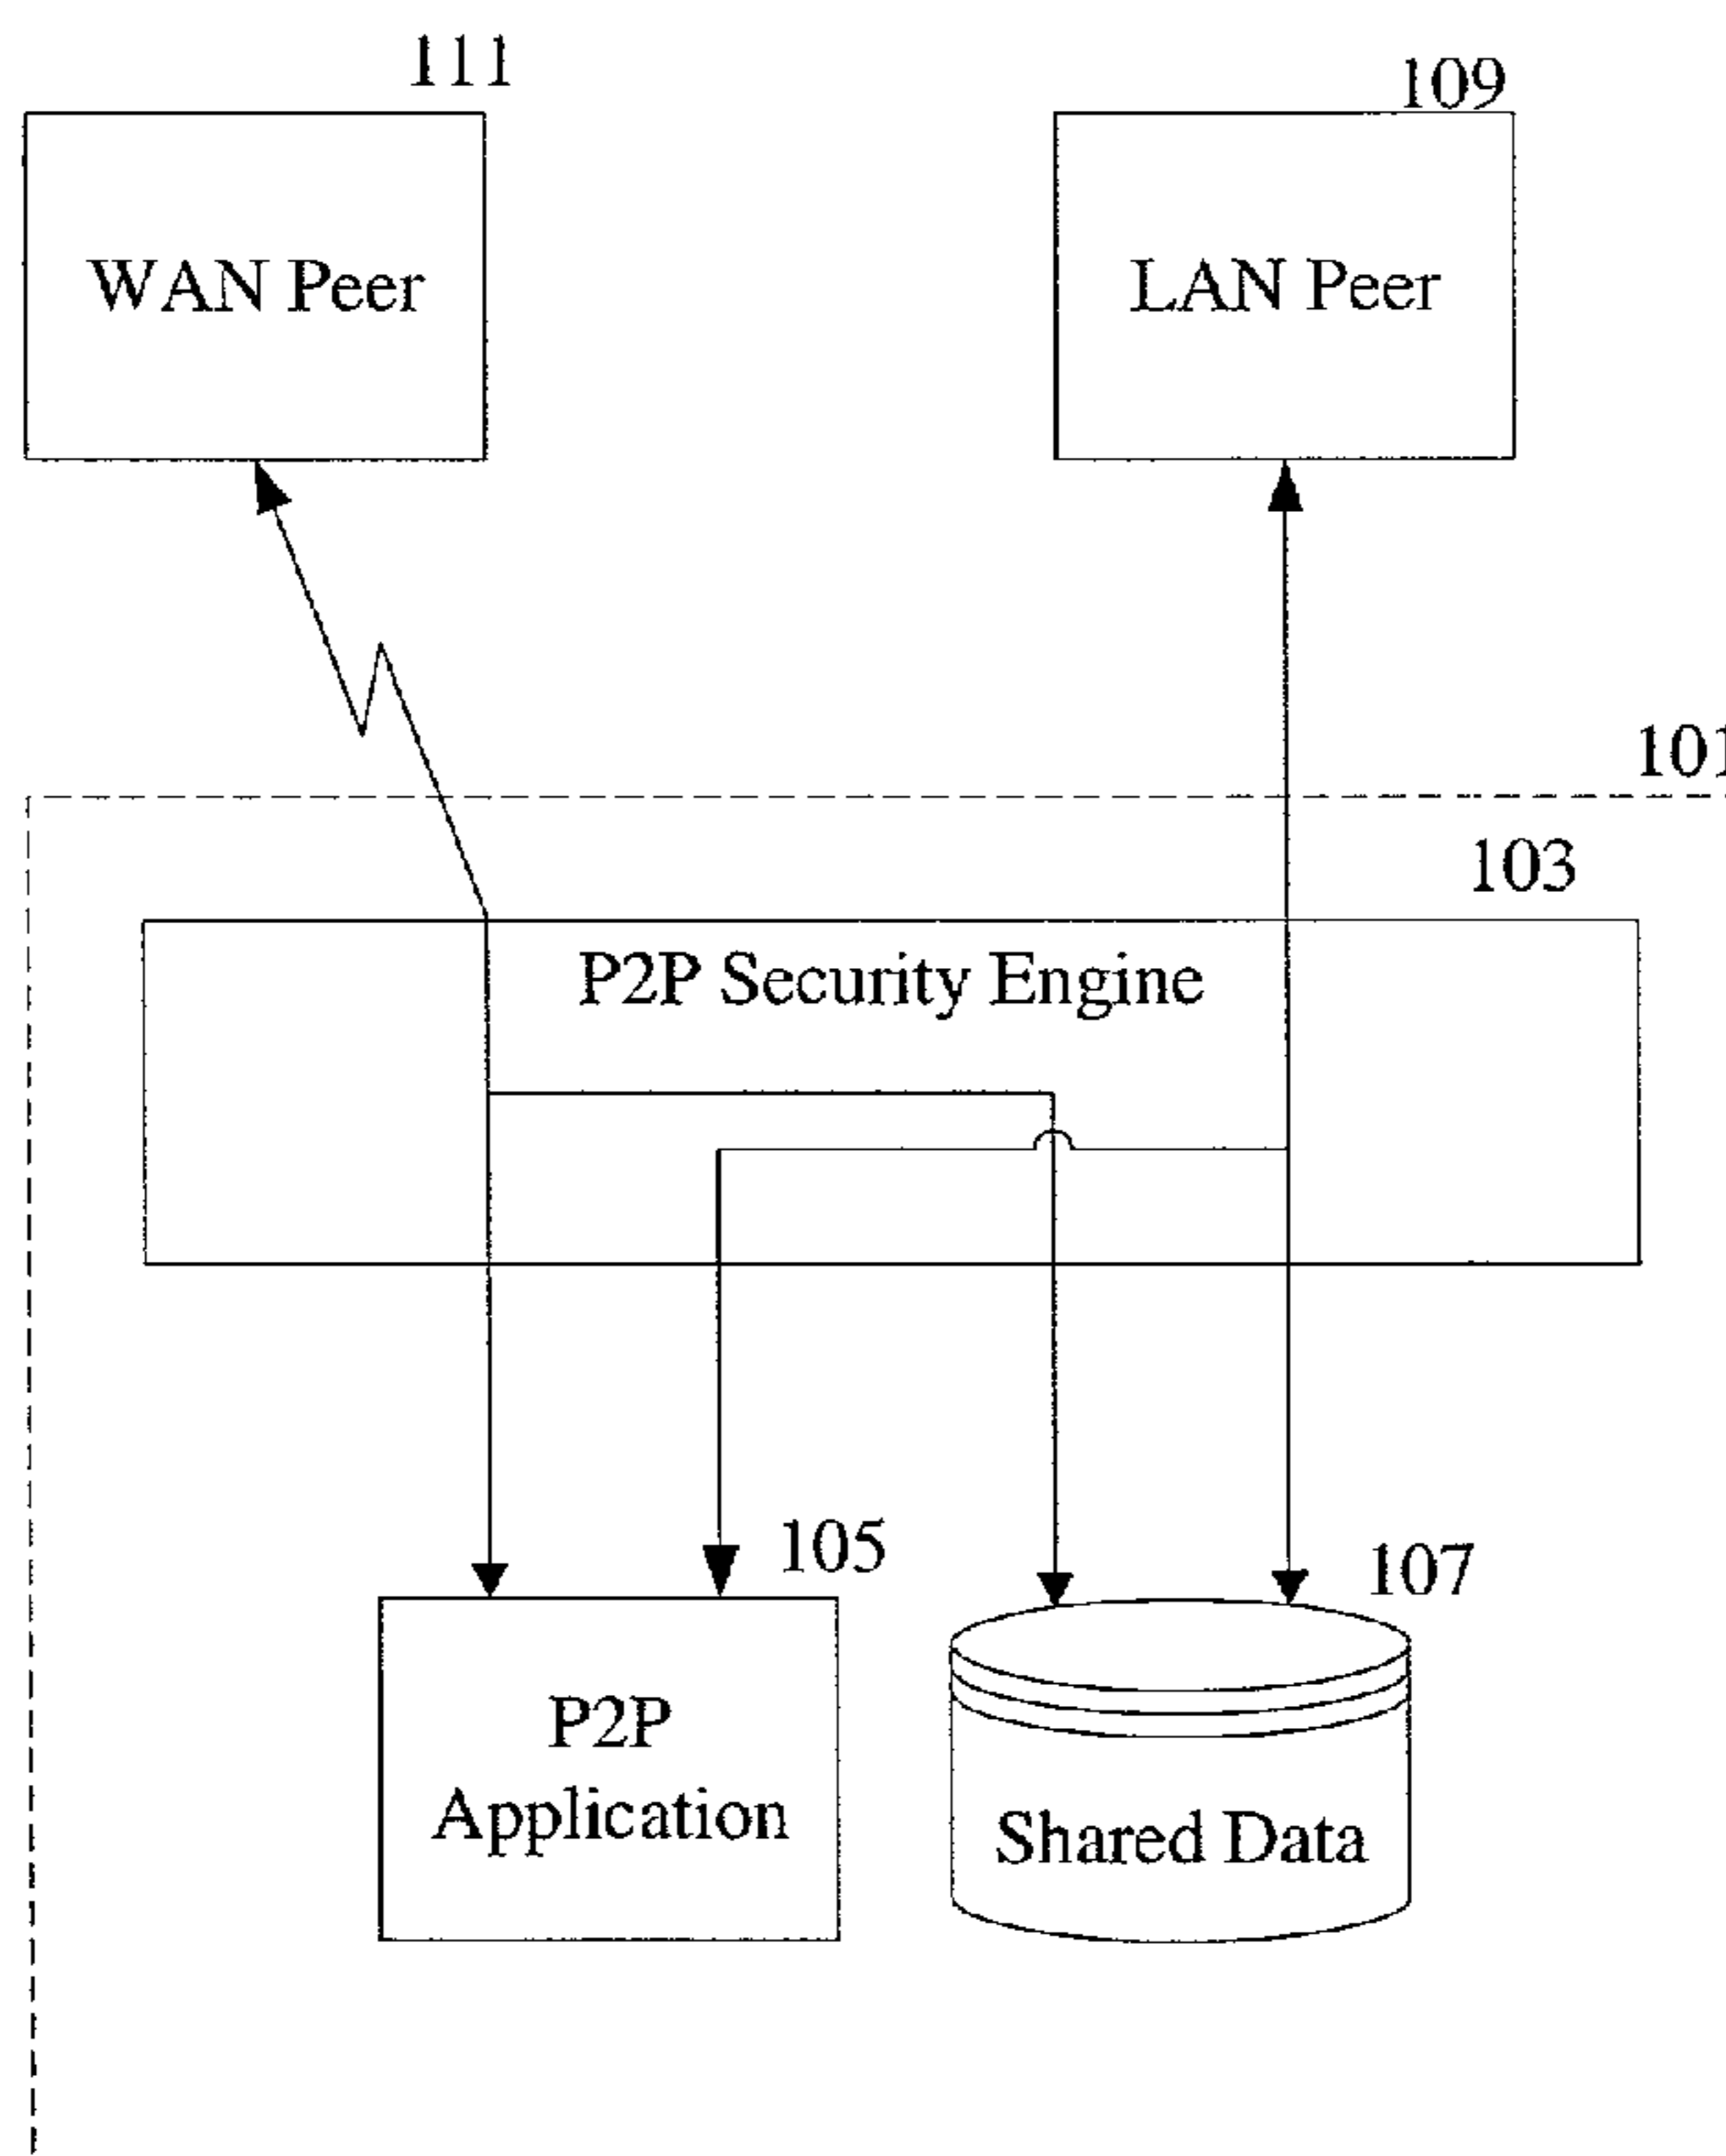 111
109
WAN Peer
LAN Peer
101
103
P2P Security Engine
105
107
P2P
Application
Shared Data